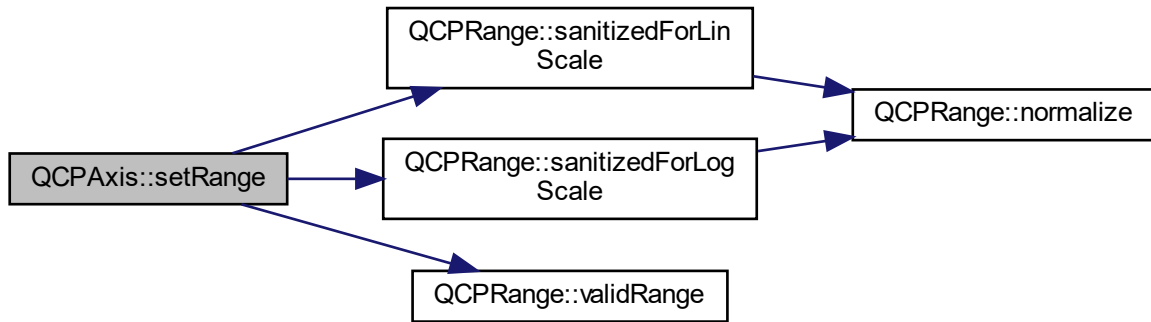 QCPRange::sanitizedForLin
Scale
QCPRange::normalize
QCPAxis::setRange
QCPRange::sanitizedForLog
Scale
QCPRange::validRange